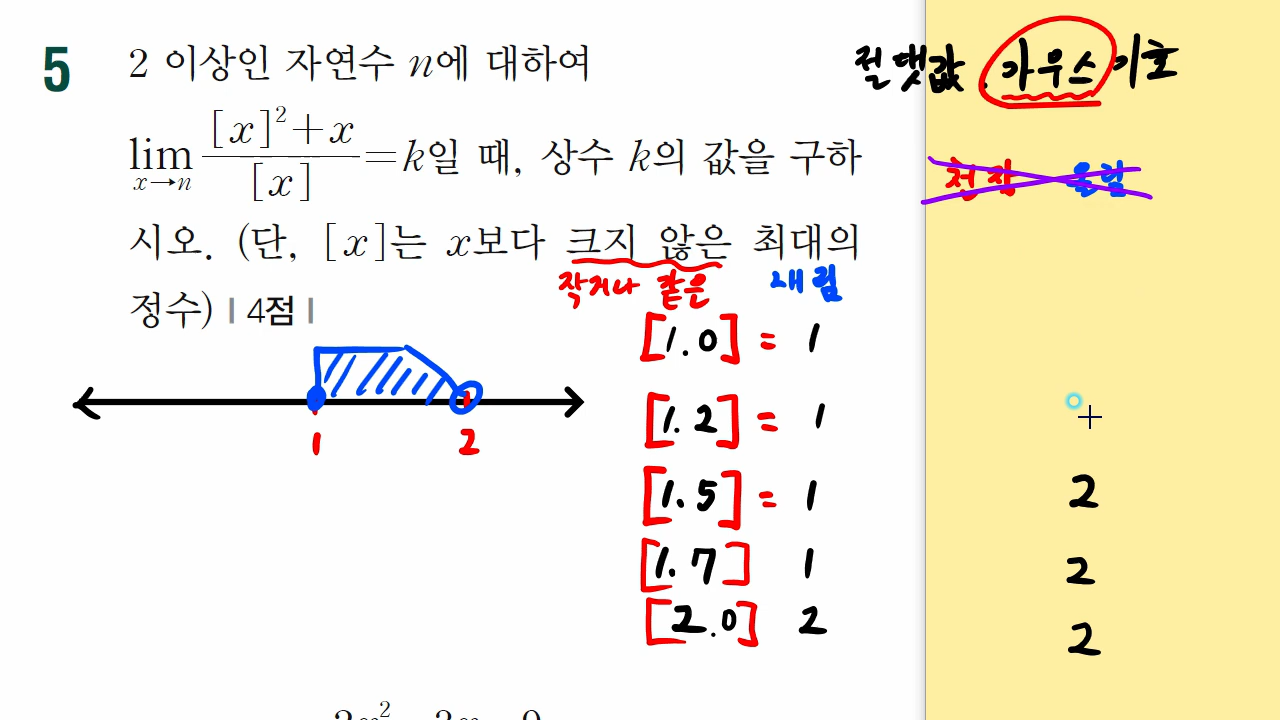 5 2 이상인 자연수 n에 대하여
lim x→n ([x]²+x)/[x] = k일 때, 상수 k의 값을 구하
시오. (단, [x]는 x보다 크지 않은 최대의
정수) | 4점 |
작거나 같은 내림
1 2
[1.0] = 1
[1.2] = 1
[1.5] = 1
[1.7] 1
[2.0] 2
절댓값. 가우스 기호
천장 올림
2
2
2